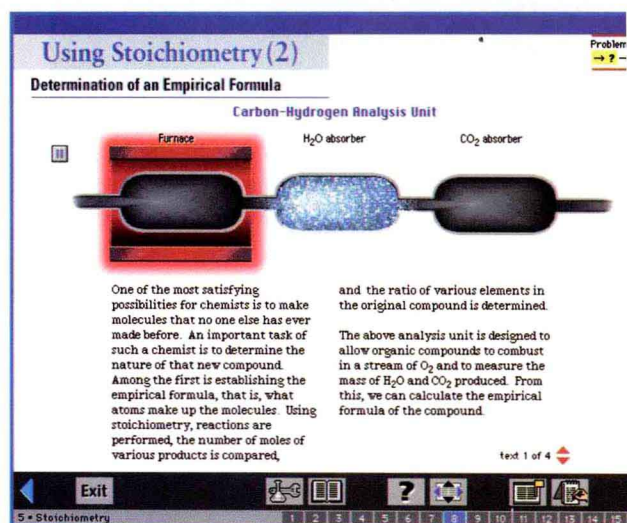 Using Stoichiometry (2)
Problem
→ ? –
Determination of an Empirical Formula
Carbon-Hydrogen Analysis Unit
Furnace
H₂O absorber
CO₂ absorber
One of the most satisfying
possibilities for chemists is to make
molecules that no one else has ever
made before. An important task of
such a chemist is to determine the
nature of that new compound.
Among the first is establishing the
empirical formula, that is, what
atoms make up the molecules. Using
stoichiometry, reactions are
performed, the number of moles of
various products is compared,
and the ratio of various elements in
the original compound is determined.
The above analysis unit is designed to
allow organic compounds to combust
in a stream of O₂ and to measure the
mass of H₂O and CO₂ produced. From
this, we can calculate the empirical
formula of the compound.
text 1 of 4
Exit
?
5 • Stoichiometry
1 2 3 4 5 6 7 8 9 10 11 12 13 14 15